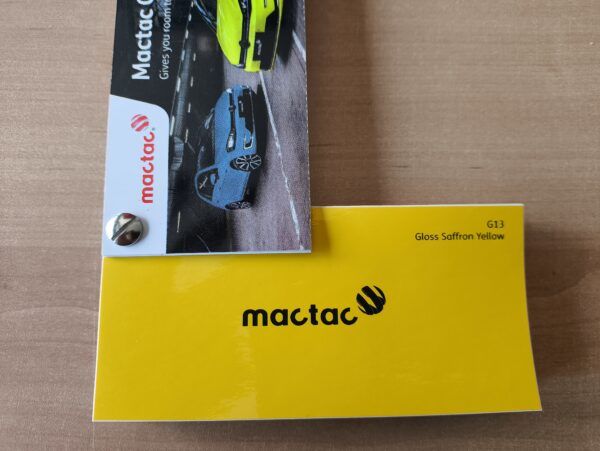 Mactac
Gives you room
mactac
G13
Gloss Saffron Yellow
mactac